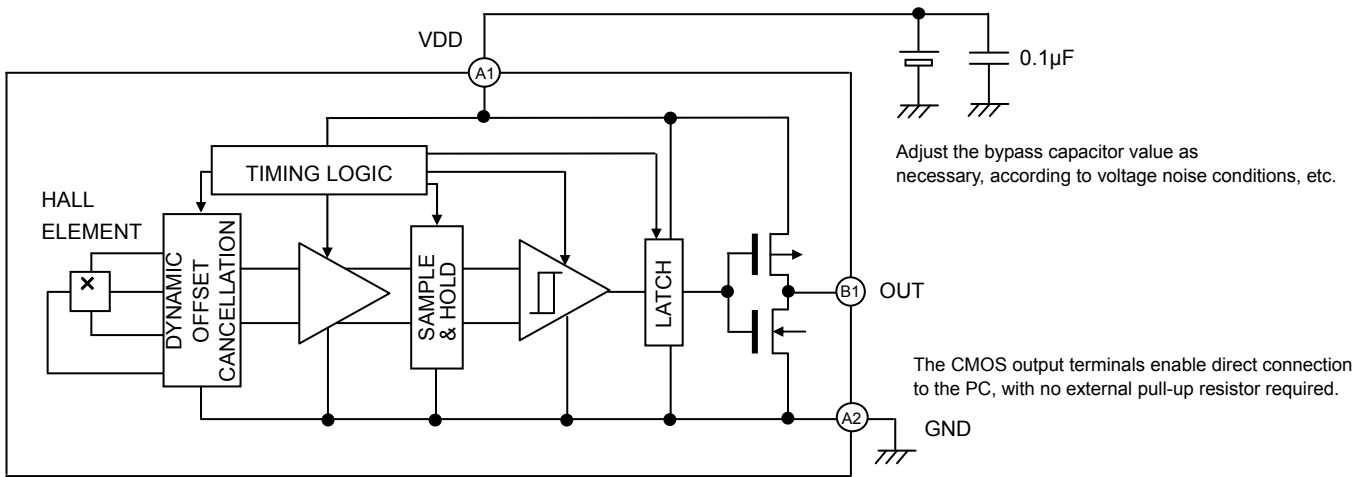 VDD
A1
0.1µF
Adjust the bypass capacitor value as
necessary, according to voltage noise conditions, etc.
TIMING LOGIC
HALL
ELEMENT
×
DYNAMIC
OFFSET
CANCELLATION
SAMPLE
& HOLD
LATCH
B1
OUT
The CMOS output terminals enable direct connection
to the PC, with no external pull-up resistor required.
A2
GND